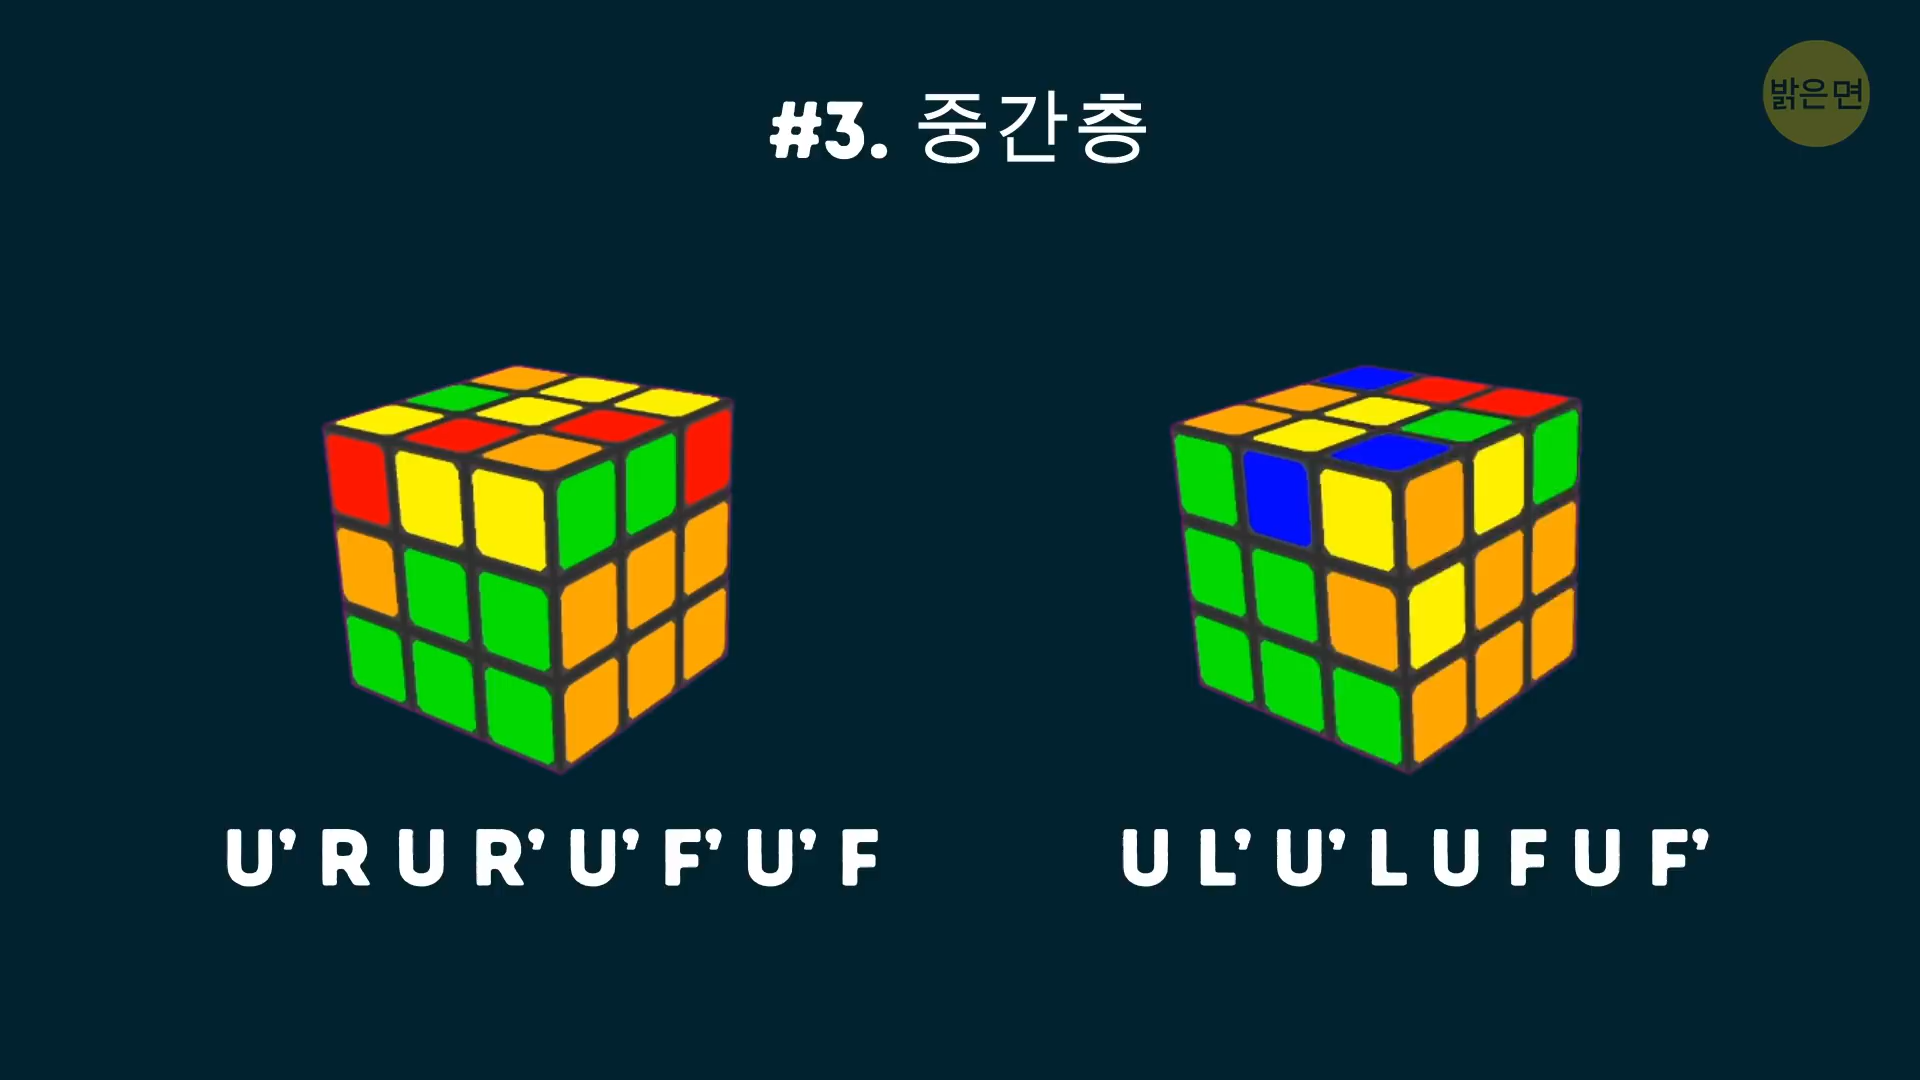 밝은면
#3. 중간층
U’ R U R’ U’ F’ U’ F
U L’ U’ L U F U F’